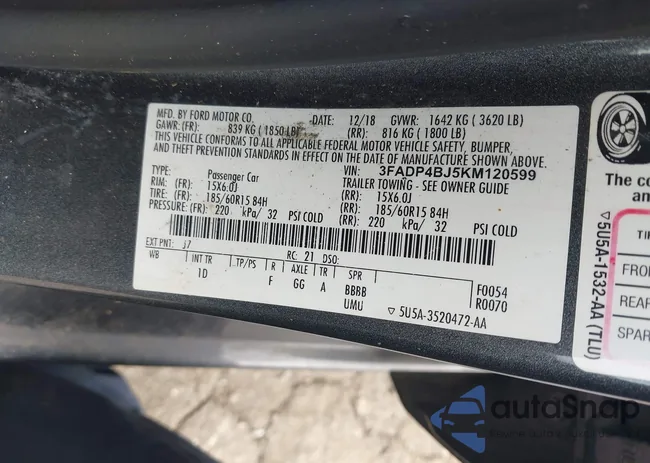 MFD. BY FORD MOTOR CO. DATE: 12/18 GVWR: 1642 KG ( 3620 LB)
GAWR: (FR): 839 KG ( 1850 LB) (RR): 816 KG ( 1800 LB)
THIS VEHICLE CONFORMS TO ALL APPLICABLE FEDERAL MOTOR VEHICLE SAFETY, BUMPER,
AND THEFT PREVENTION STANDARDS IN EFFECT ON THE DATE OF MANUFACTURE SHOWN ABOVE.
VIN: 3FADP4BJ5KM120599
TYPE: Passenger Car TRAILER TOWING - SEE OWNER GUIDE
RIM: (FR) 15X6.0J (RR) 15X6.0J
TIRE: (FR) 185/60R15 84H (RR) 185/60R15 84H
PRESSURE: (FR) 220 kPa/ 32 PSI COLD (RR) 220 kPa/ 32 PSI COLD
EXT PNT: J7 RC: 21 DSO:
WB INT TR TP/PS R AXLE TR SPR
1D F GG A BBBB
UMU
F0054
R0070
▽ 5U5A-3520472-AA
The co
▽5U5A-1532-AA (TLU)
TI
FRO
REAR
SPAR
autoSnap